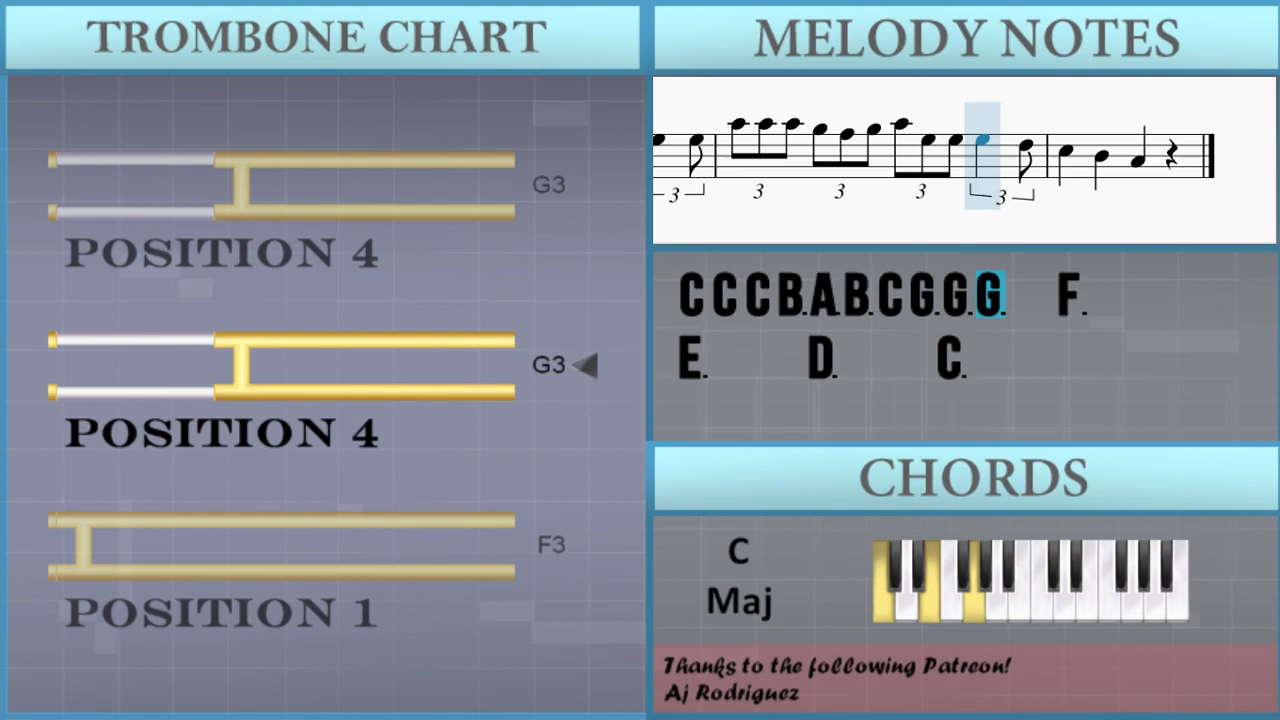 TROMBONE CHART
G3
POSITION 4
G3
POSITION 4
F3
POSITION 1
MELODY NOTES
3 3 3 3 3
C C C B. A. B. C G. G. G. F.
E. D. C.
CHORDS
C
Maj
Thanks to the following Patreon!
Aj Rodriguez